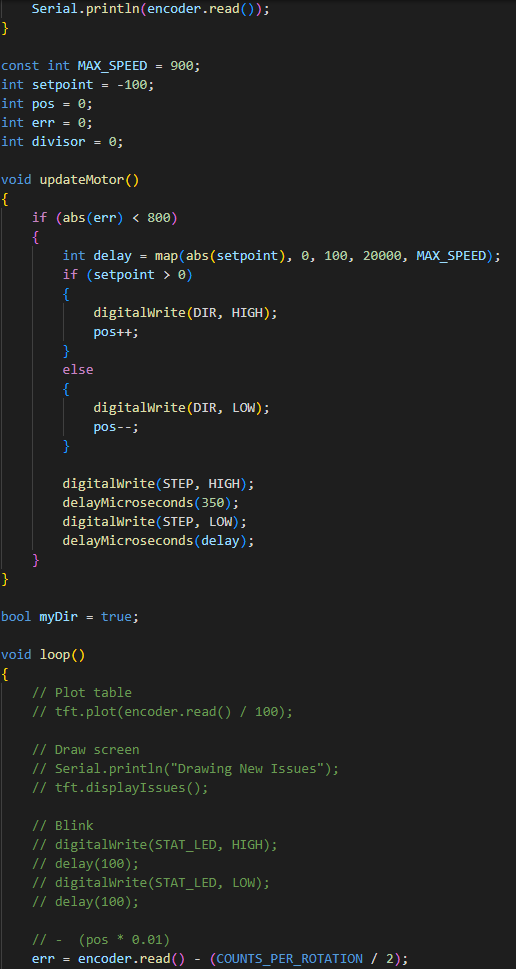 Serial.println(encoder.read());
}

const int MAX_SPEED = 900;
int setpoint = -100;
int pos = 0;
int err = 0;
int divisor = 0;

void updateMotor()
{
    if (abs(err) < 800)
    {
        int delay = map(abs(setpoint), 0, 100, 20000, MAX_SPEED);
        if (setpoint > 0)
        {
            digitalWrite(DIR, HIGH);
            pos++;
        }
        else
        {
            digitalWrite(DIR, LOW);
            pos--;
        }

        digitalWrite(STEP, HIGH);
        delayMicroseconds(350);
        digitalWrite(STEP, LOW);
        delayMicroseconds(delay);
    }
}

bool myDir = true;

void loop()
{
    // Plot table
    // tft.plot(encoder.read() / 100);

    // Draw screen
    // Serial.println("Drawing New Issues");
    // tft.displayIssues();

    // Blink
    // digitalWrite(STAT_LED, HIGH);
    // delay(100);
    // digitalWrite(STAT_LED, LOW);
    // delay(100);

    // -  (pos * 0.01)
    err = encoder.read() - (COUNTS_PER_ROTATION / 2);